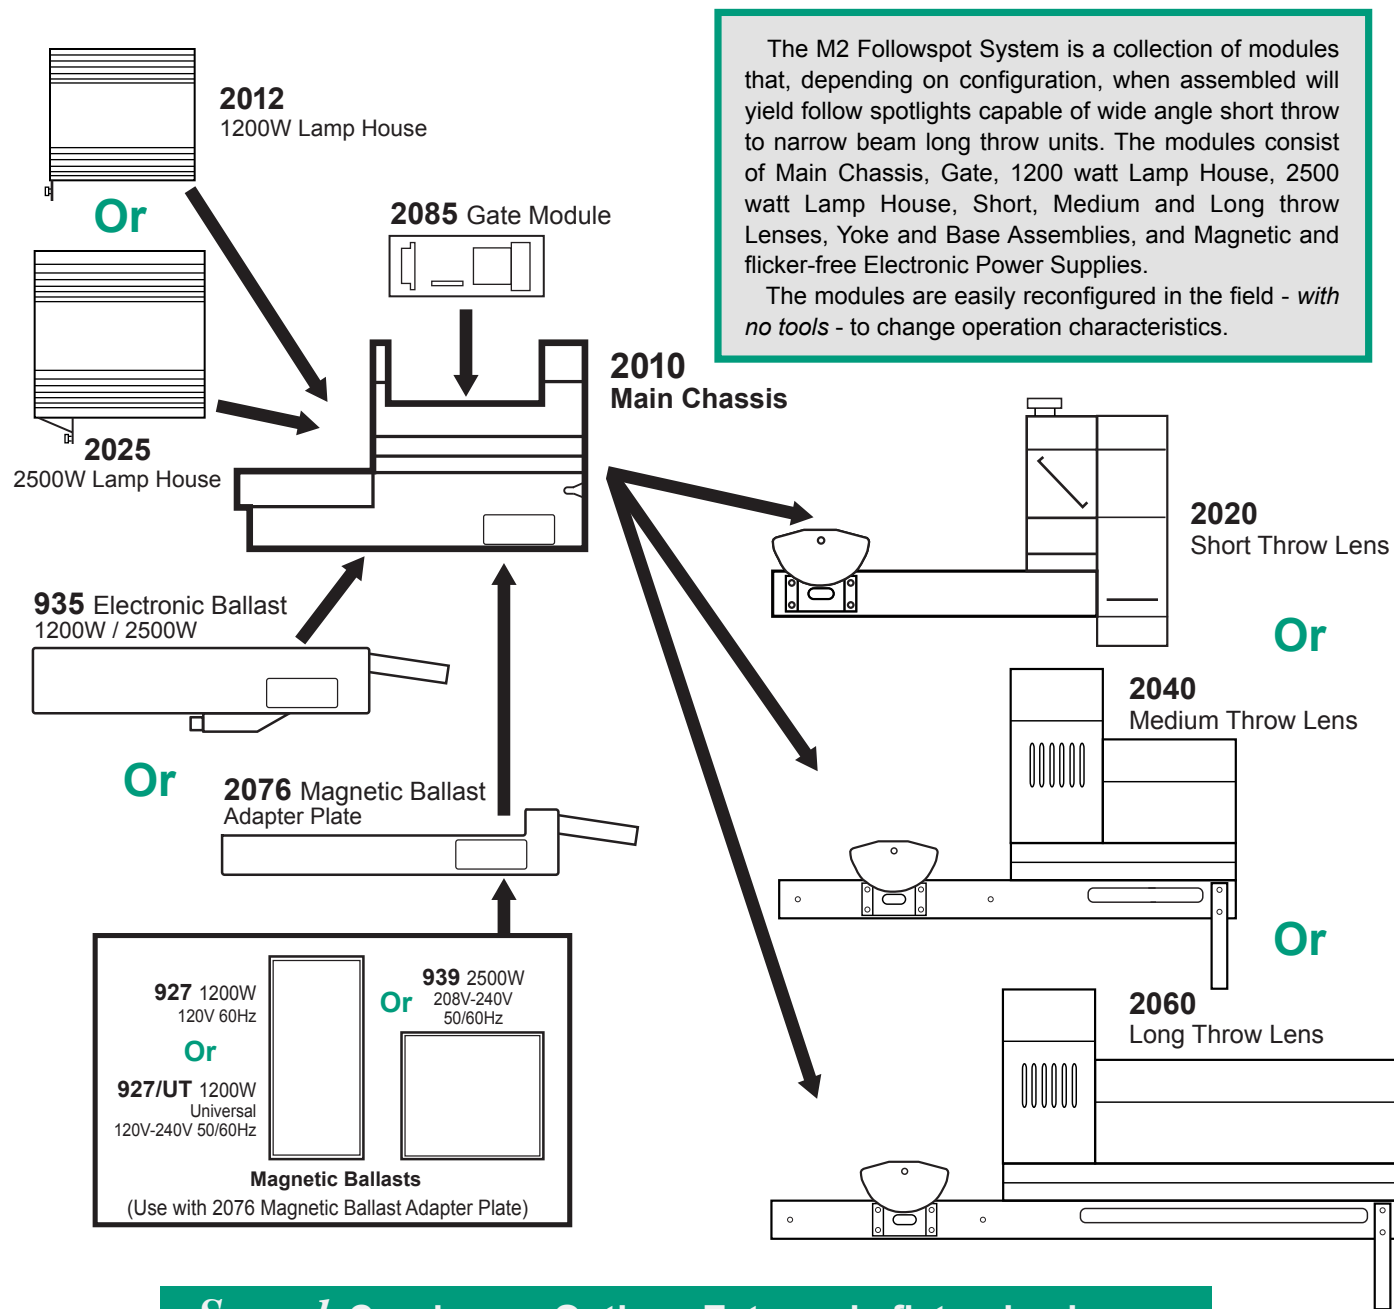 The M2 Followspot System is a collection of modules
that, depending on configuration, when assembled will
yield follow spotlights capable of wide angle short throw
to narrow beam long throw units. The modules consist
of Main Chassis, Gate, 1200 watt Lamp House, 2500
watt Lamp House, Short, Medium and Long throw
Lenses, Yoke and Base Assemblies, and Magnetic and
flicker-free Electronic Power Supplies.
The modules are easily reconfigured in the field - with
no tools - to change operation characteristics.
2012
1200W Lamp House
Or
2085 Gate Module
2010
Main Chassis
2025
2500W Lamp House
2020
Short Throw Lens
935 Electronic Ballast
1200W / 2500W
Or
Or
2040
Medium Throw Lens
2076 Magnetic Ballast
Adapter Plate
Or
927 1200W
120V 60Hz
Or
927/UT 1200W
Universal
120V-240V 50/60Hz
Or
939 2500W
208V-240V
50/60Hz
Magnetic Ballasts
(Use with 2076 Magnetic Ballast Adapter Plate)
2060
Long Throw Lens